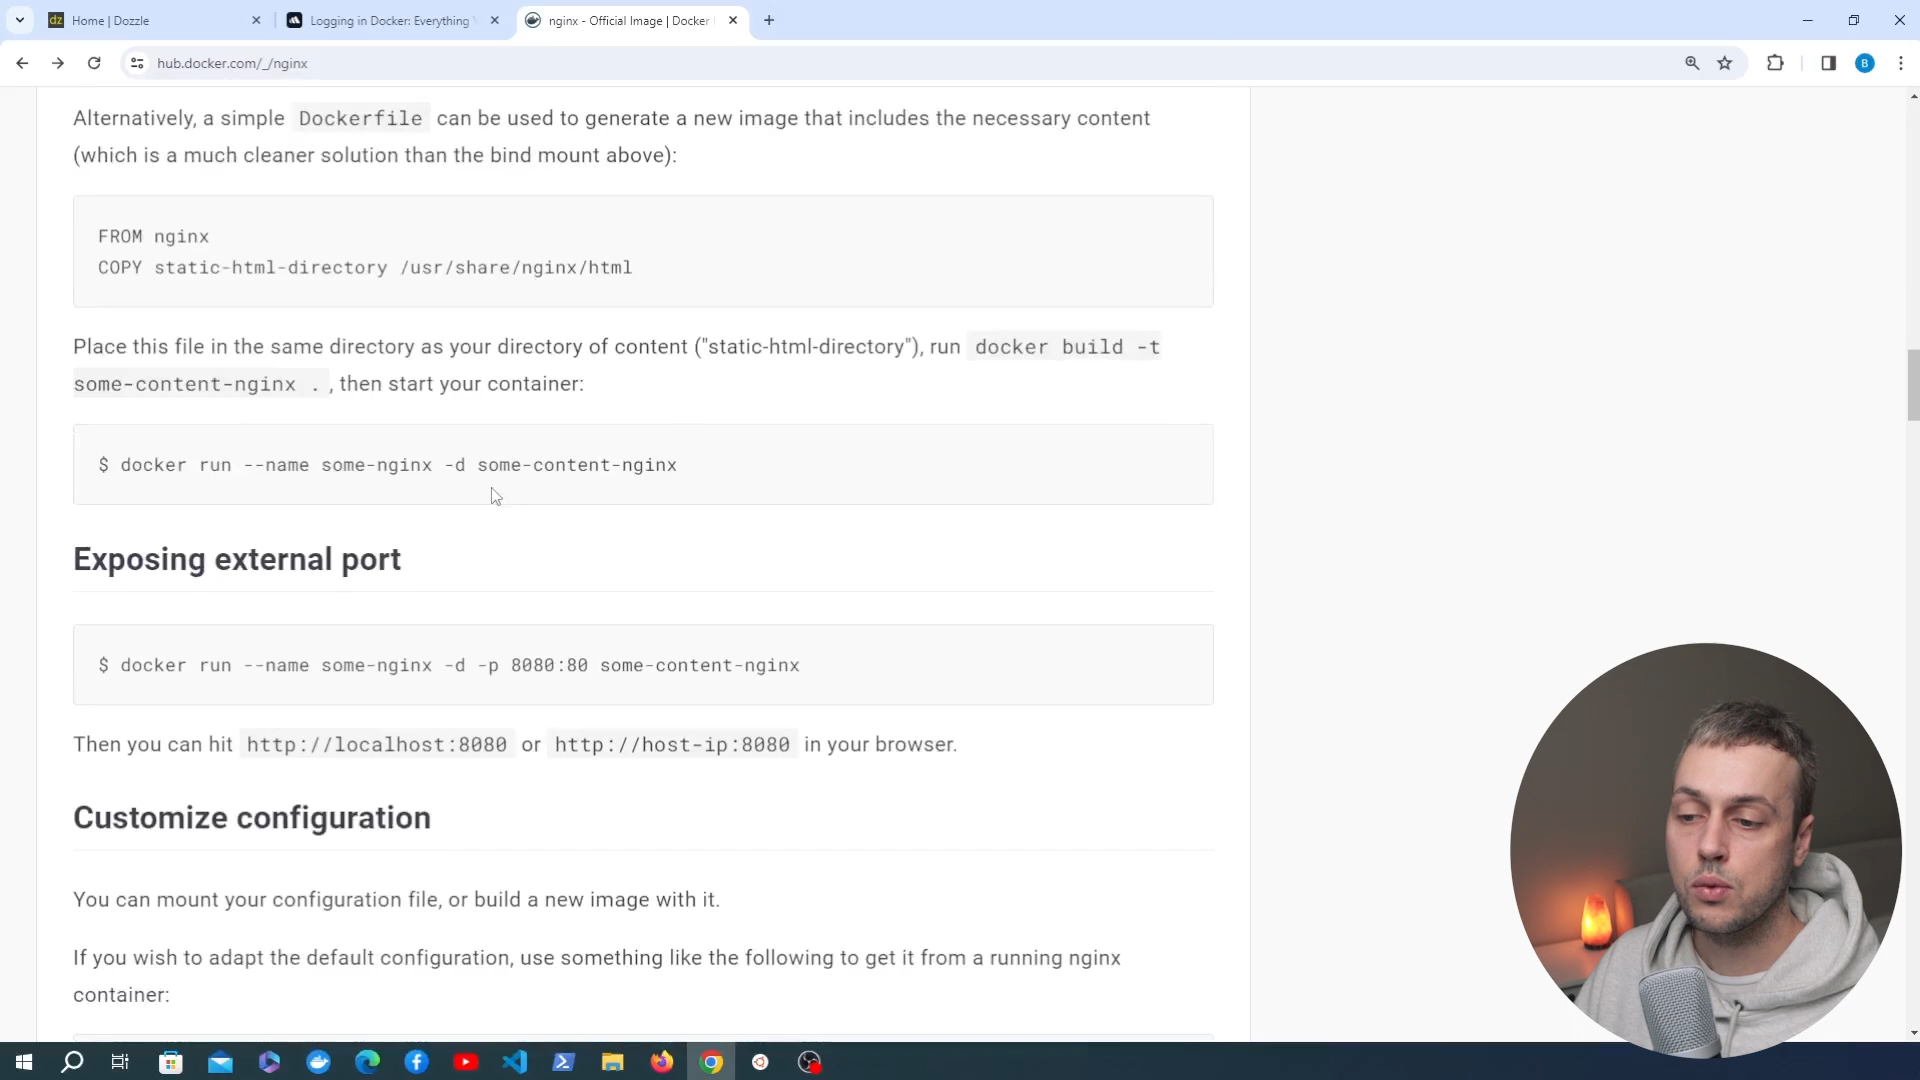 Home | Dozzle
Logging in Docker: Everything Y
nginx - Official Image | Docker
hub.docker.com/_/nginx
B
Alternatively, a simple Dockerfile can be used to generate a new image that includes the necessary content
(which is a much cleaner solution than the bind mount above):
FROM nginx
COPY static-html-directory /usr/share/nginx/html
Place this file in the same directory as your directory of content ("static-html-directory"), run docker build -t
some-content-nginx . , then start your container:
$ docker run --name some-nginx -d some-content-nginx
Exposing external port
$ docker run --name some-nginx -d -p 8080:80 some-content-nginx
Then you can hit http://localhost:8080 or http://host-ip:8080 in your browser.
Customize configuration
You can mount your configuration file, or build a new image with it.
If you wish to adapt the default configuration, use something like the following to get it from a running nginx
container: